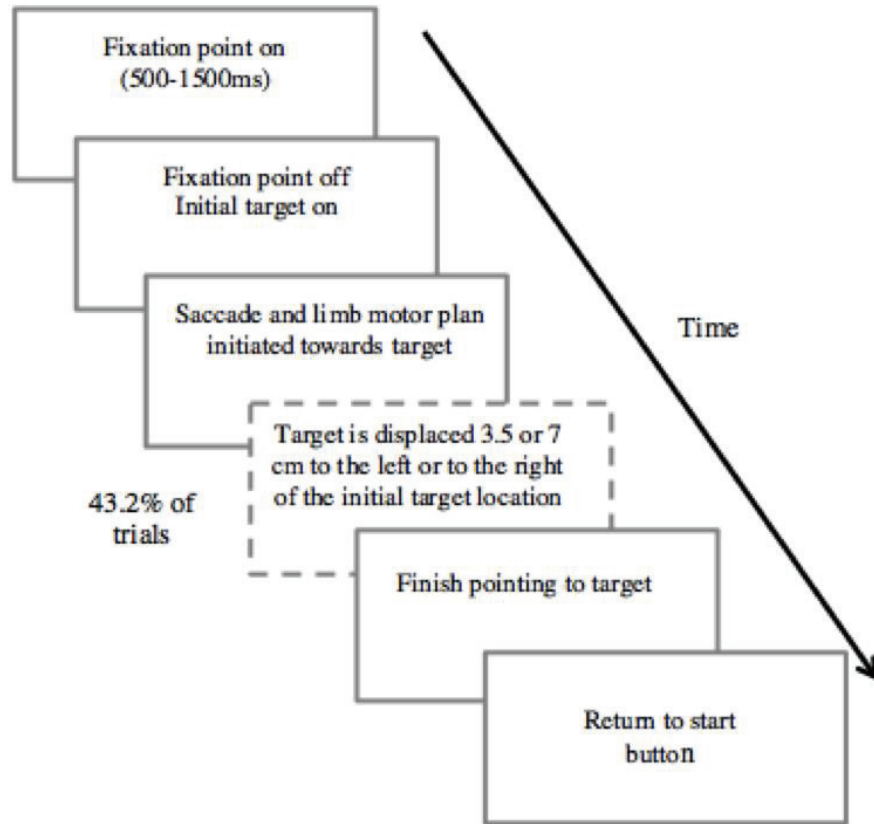 Fixation point on
(500-1500ms)
Fixation point off
Initial target on
Saccade and limb motor plan
initiated towards target
Time
Target is displaced 3.5 or 7
cm to the left or to the right
of the initial target location
43.2% of
trials
Finish pointing to target
Return to start
button